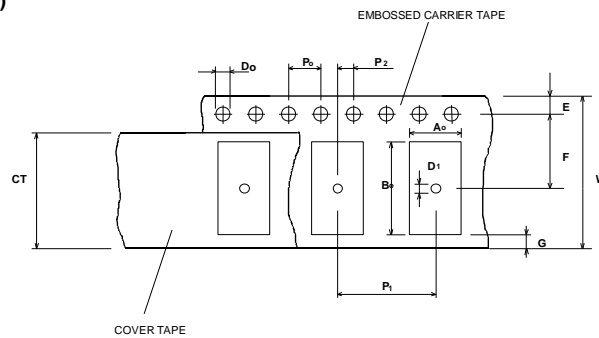 )
EMBOSSED CARRIER TAPE
Do Po P2
E
Ao
F
D1
CT Bo W
G
P1
COVER TAPE